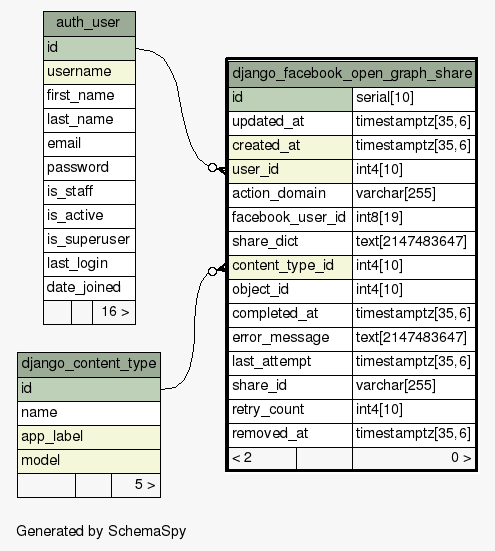 auth_user
id
username
first_name
last_name
email
password
is_staff
is_active
is_superuser
last_login
date_joined
16 >
django_content_type
id
name
app_label
model
5 >
django_facebook_open_graph_share
id serial[10]
updated_at timestamptz[35,6]
created_at timestamptz[35,6]
user_id int4[10]
action_domain varchar[255]
facebook_user_id int8[19]
share_dict text[2147483647]
content_type_id int4[10]
object_id int4[10]
completed_at timestamptz[35,6]
error_message text[2147483647]
last_attempt timestamptz[35,6]
share_id varchar[255]
retry_count int4[10]
removed_at timestamptz[35,6]
< 2 0 >
Generated by SchemaSpy